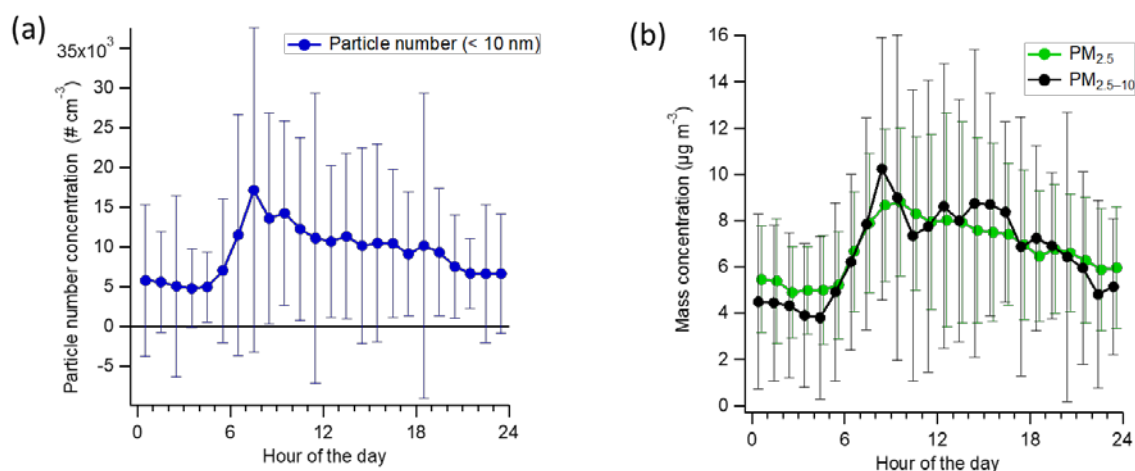 (a)
Particle number (< 10 nm)
35x10³
30
25
20
15
10
5
0
-5
Particle number concentration (# cm⁻³)
0
6
12
18
24
Hour of the day
(b)
PM₂.₅
PM₂.₅₋₁₀
16
14
12
10
8
6
4
2
0
Mass concentration (µg m⁻³)
0
6
12
18
24
Hour of the day